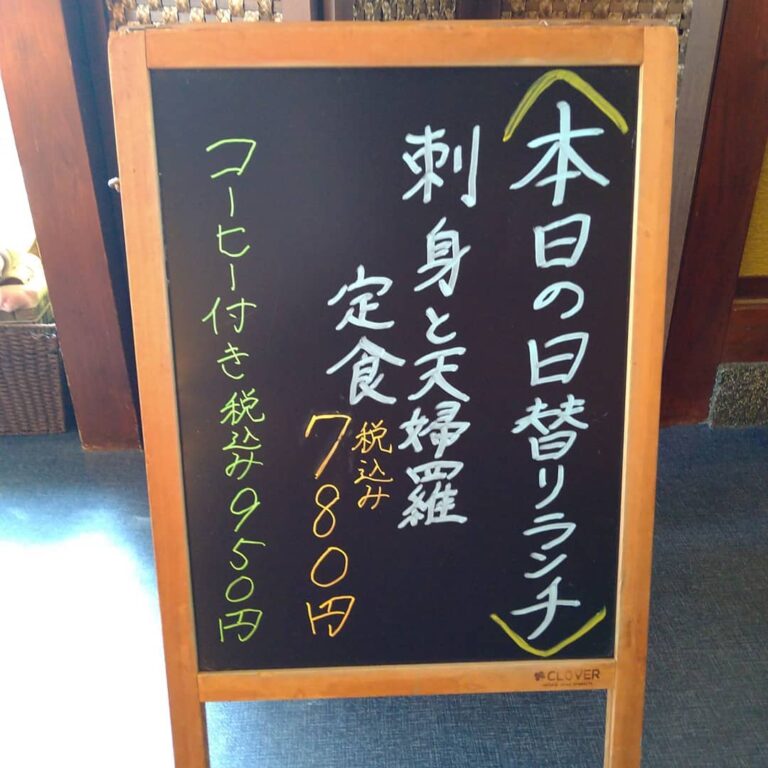 本日の日替りランチ
刺身と天婦羅
定食
税込み
780円
コーヒー付き税込み950円
CLOVER